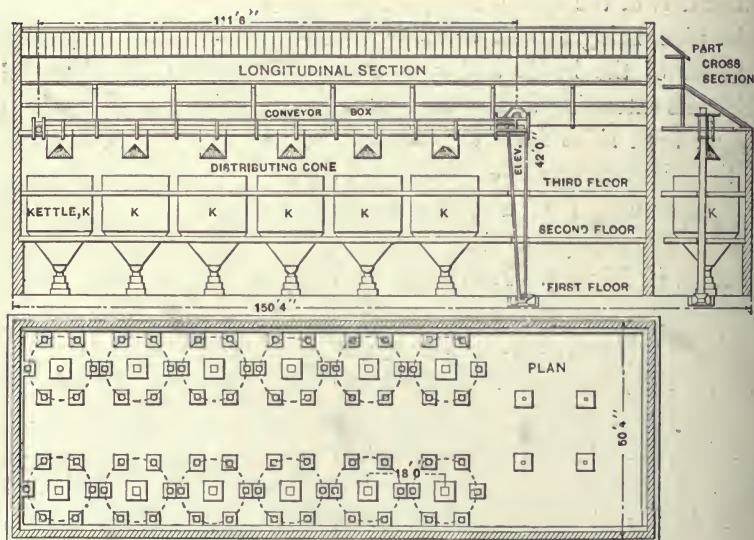 111'6"
LONGITUDINAL SECTION
PART
CROSS
SECTION
CONVEYOR BOX
ELEV.
42'0"
DISTRIBUTING CONE
THIRD FLOOR
KETTLE,K K K K K K K
SECOND FLOOR
FIRST FLOOR
150'4"
PLAN
50'4"
18'0"